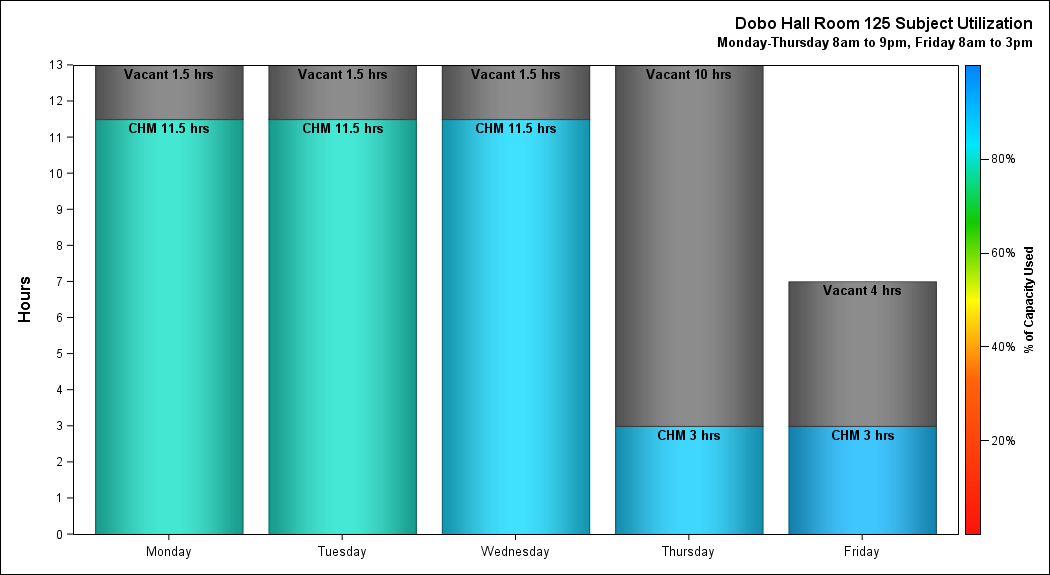 Dobo Hall Room 125 Subject Utilization
Monday-Thursday 8am to 9pm, Friday 8am to 3pm
Hours
13
12
11
10
9
8
7
6
5
4
3
2
1
0
Vacant 1.5 hrs
CHM 11.5 hrs
Vacant 1.5 hrs
CHM 11.5 hrs
Vacant 1.5 hrs
CHM 11.5 hrs
Vacant 10 hrs
CHM 3 hrs
Vacant 4 hrs
CHM 3 hrs
Monday
Tuesday
Wednesday
Thursday
Friday
80%
60%
40%
20%
% of Capacity Used